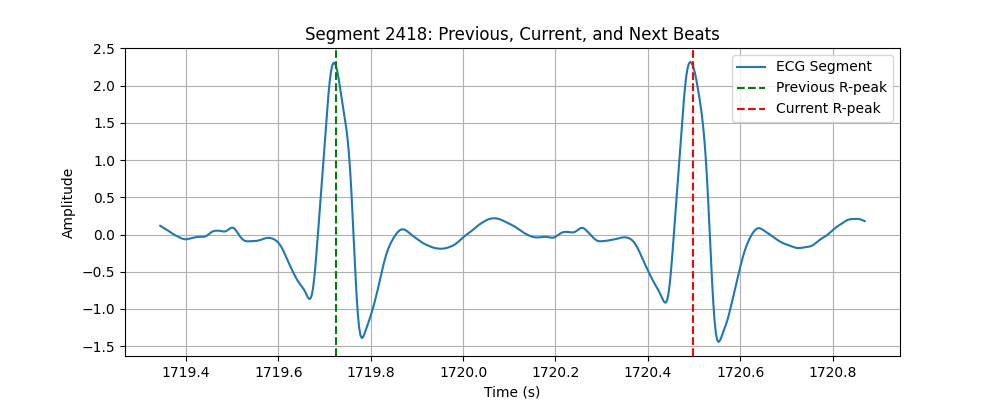 Segment 2418: Previous, Current, and Next Beats
2.5
2.0
1.5
1.0
0.5
0.0
−0.5
−1.0
−1.5
Amplitude
ECG Segment
Previous R-peak
Current R-peak
1719.4 1719.6 1719.8 1720.0 1720.2 1720.4 1720.6 1720.8
Time (s)